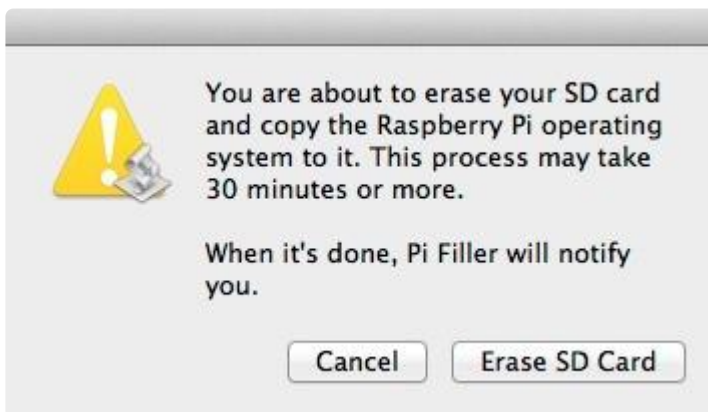 You are about to erase your SD card
and copy the Raspberry Pi operating
system to it. This process may take
30 minutes or more.
When it's done, Pi Filler will notify
you.
Cancel
Erase SD Card